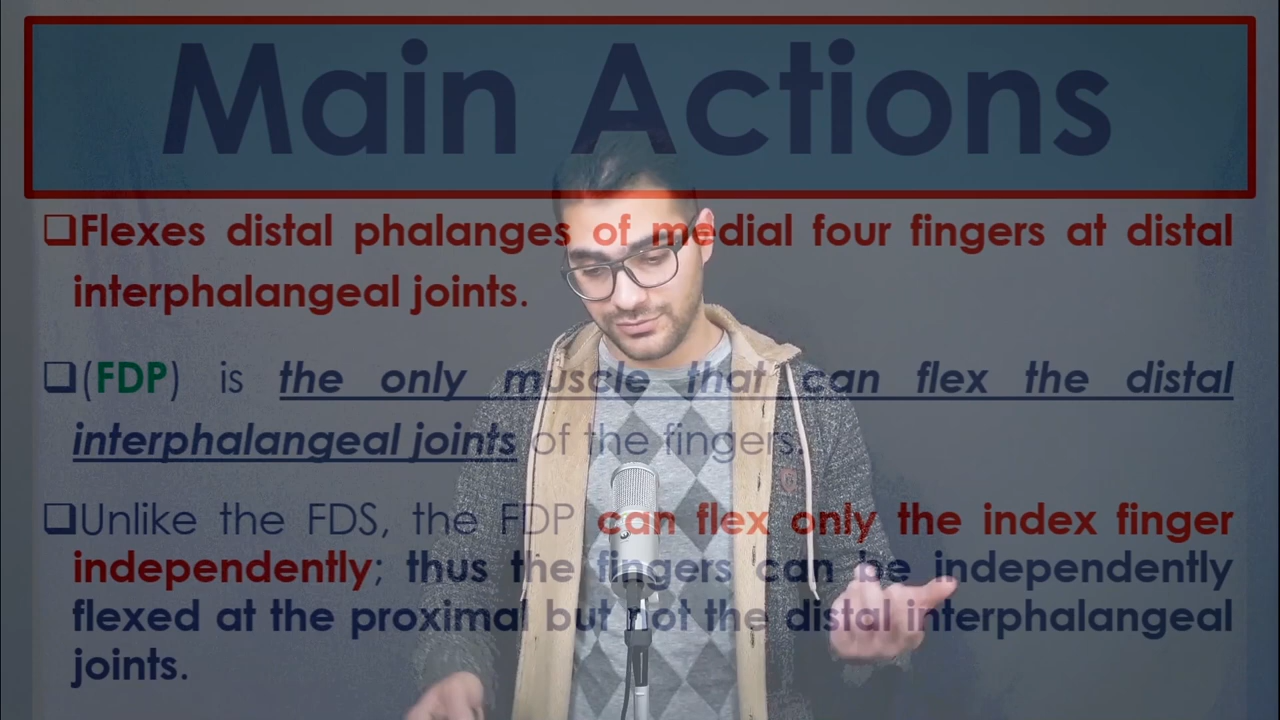 Main Actions
❑Flexes distal phalanges of medial four fingers at distal
interphalangeal joints.
❑(FDP) is the only muscle that can flex the distal
interphalangeal joints of the fingers.
❑Unlike the FDS, the FDP can flex only the index finger
independently; thus the fingers can be independently
flexed at the proximal but not the distal interphalangeal
joints.